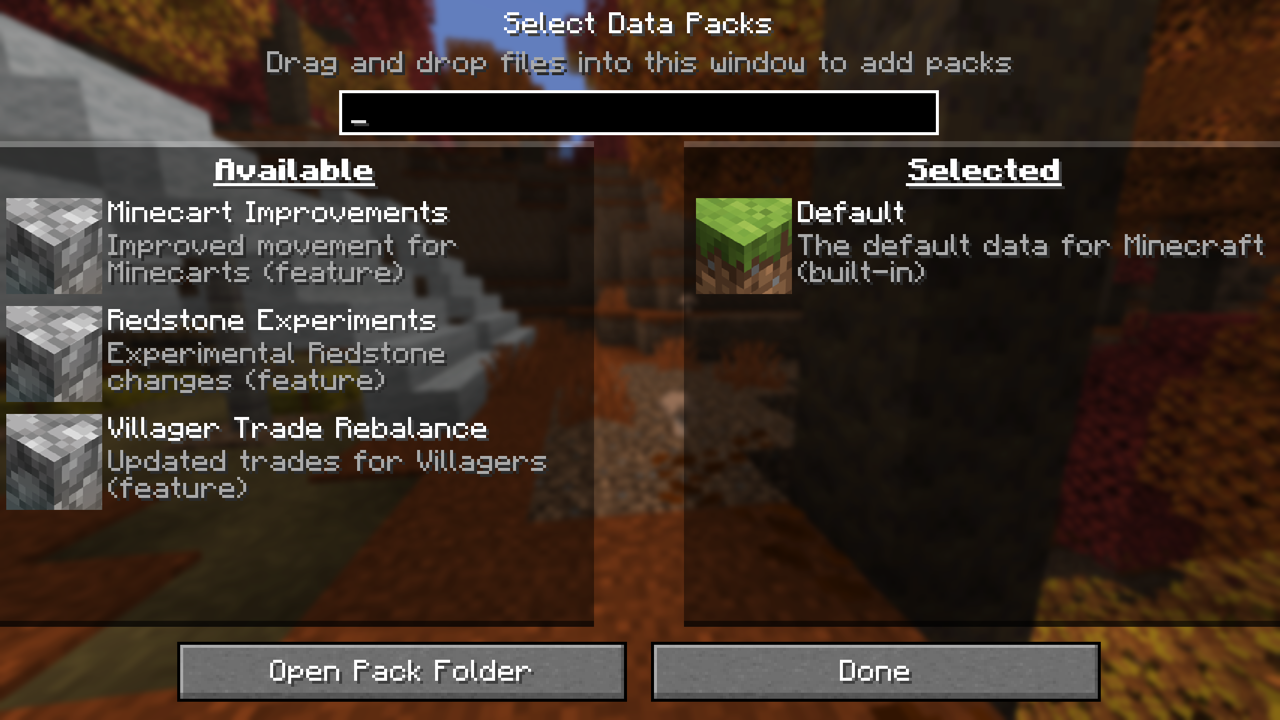 Select Data Packs
Drag and drop files into this window to add packs
_
Available
Minecart Improvements
Improved movement for
Minecarts (feature)
Redstone Experiments
Experimental Redstone
changes (feature)
Villager Trade Rebalance
Updated trades for Villagers
(feature)
Selected
Default
The default data for Minecraft
(built-in)
Open Pack Folder
Done